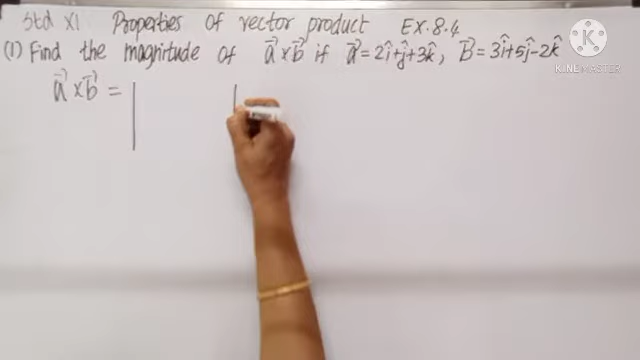 Std XI Properties of vector product EX.8.4
(1) Find the magnitude of a⃗ × b⃗ if a⃗ = 2î+ĵ+3k̂, b⃗ = 3î+5ĵ-2k̂
a⃗ × b⃗ =
KINEMASTER